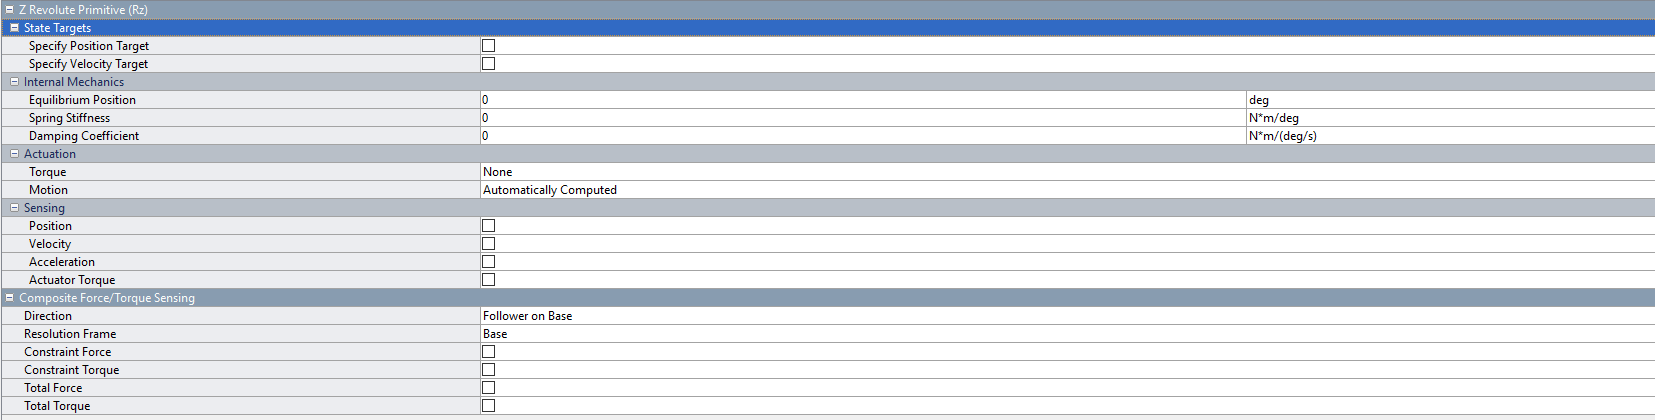 Z Revolute Primitive (Rz)
State Targets
Specify Position Target
Specify Velocity Target
Internal Mechanics
Equilibrium Position 0 deg
Spring Stiffness 0 N*m/deg
Damping Coefficient 0 N*m/(deg/s)
Actuation
Torque None
Motion Automatically Computed
Sensing
Position
Velocity
Acceleration
Actuator Torque
Composite Force/Torque Sensing
Direction Follower on Base
Resolution Frame Base
Constraint Force
Constraint Torque
Total Force
Total Torque